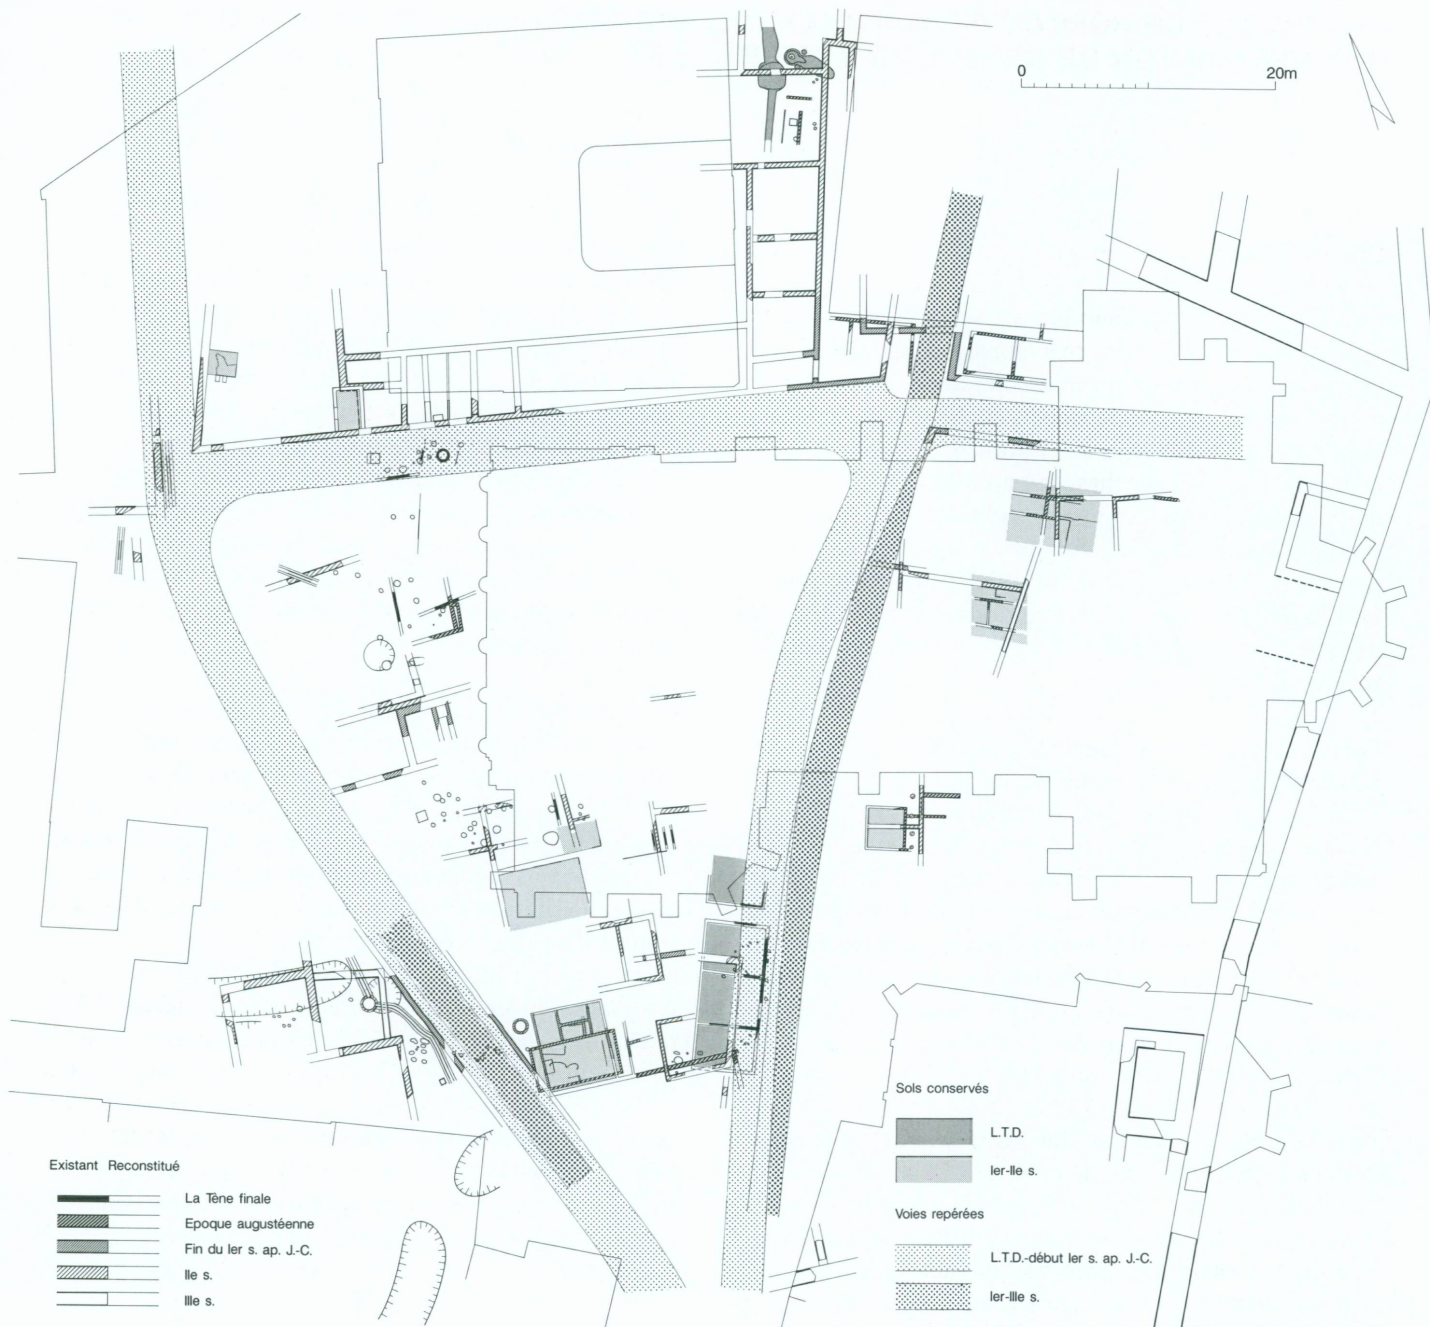 0 20m
Sols conservés
L.T.D.
Ier-IIe s.
Voies repérées
L.T.D.-début Ier s. ap. J.-C.
Ier-IIIe s.
Existant Reconstitué
La Tène finale
Epoque augustéenne
Fin du Ier s. ap. J.-C.
IIe s.
IIIe s.